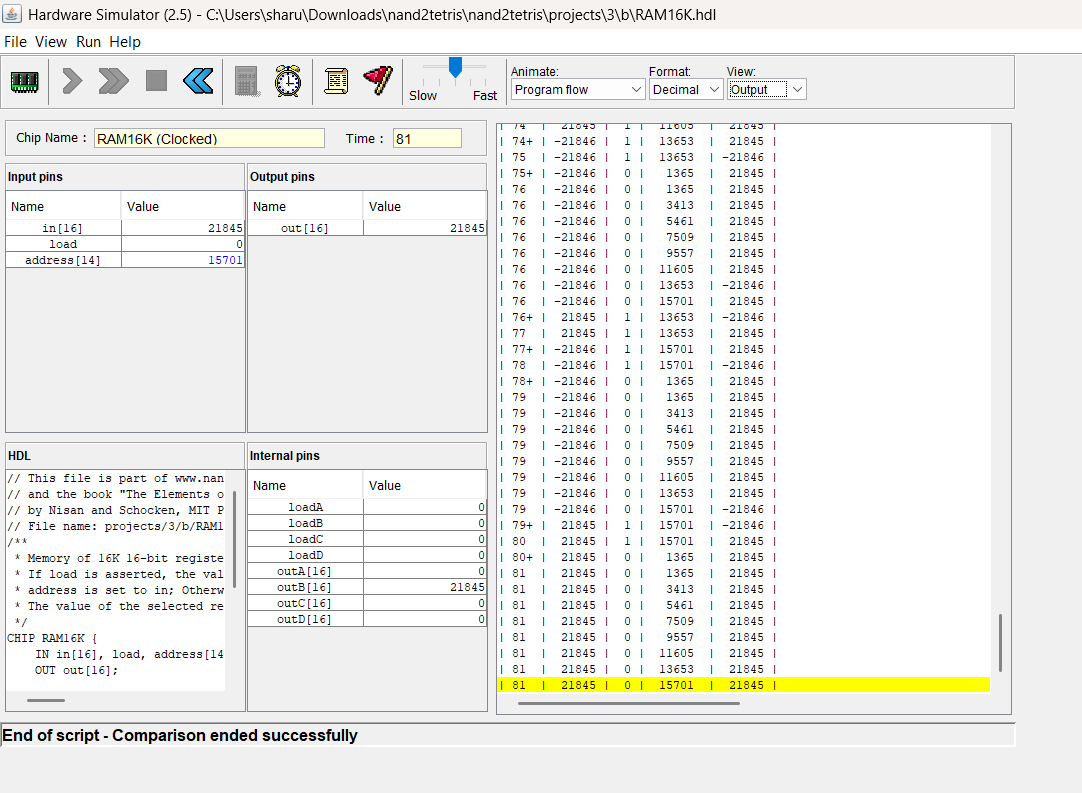 Hardware Simulator (2.5) - C:\Users\sharu\Downloads\nand2tetris\nand2tetris\projects\3\b\RAM16K.hdl
File View Run Help
Slow Fast
Animate: Format: View:
Program flow Decimal Output
Chip Name : RAM16K (Clocked) Time : 81
Input pins
Name Value
in[16] 21845
load 0
address[14] 15701
Output pins
Name Value
out[16] 21845
HDL
// This file is part of www.nan
// and the book "The Elements o
// by Nisan and Schocken, MIT P
// File name: projects/3/b/RAM1
/**
* Memory of 16K 16-bit registe
* If load is asserted, the val
* address is set to in; Otherw
* The value of the selected re
*/
CHIP RAM16K {
IN in[16], load, address[14
OUT out[16];
Internal pins
Name Value
loadA 0
loadB 0
loadC 0
loadD 0
outA[16] 0
outB[16] 21845
outC[16] 0
outD[16] 0
| 74 | 21845 | 1 | 11605 | 21845 |
| 74+ | -21846 | 1 | 13653 | 21845 |
| 75 | -21846 | 1 | 13653 | -21846 |
| 75+ | -21846 | 0 | 1365 | 21845 |
| 76 | -21846 | 0 | 1365 | 21845 |
| 76 | -21846 | 0 | 3413 | 21845 |
| 76 | -21846 | 0 | 5461 | 21845 |
| 76 | -21846 | 0 | 7509 | 21845 |
| 76 | -21846 | 0 | 9557 | 21845 |
| 76 | -21846 | 0 | 11605 | 21845 |
| 76 | -21846 | 0 | 13653 | -21846 |
| 76 | -21846 | 0 | 15701 | 21845 |
| 76+ | 21845 | 1 | 13653 | -21846 |
| 77 | 21845 | 1 | 13653 | 21845 |
| 77+ | -21846 | 1 | 15701 | 21845 |
| 78 | -21846 | 1 | 15701 | -21846 |
| 78+ | -21846 | 0 | 1365 | 21845 |
| 79 | -21846 | 0 | 1365 | 21845 |
| 79 | -21846 | 0 | 3413 | 21845 |
| 79 | -21846 | 0 | 5461 | 21845 |
| 79 | -21846 | 0 | 7509 | 21845 |
| 79 | -21846 | 0 | 9557 | 21845 |
| 79 | -21846 | 0 | 11605 | 21845 |
| 79 | -21846 | 0 | 13653 | 21845 |
| 79 | -21846 | 0 | 15701 | -21846 |
| 79+ | 21845 | 1 | 15701 | -21846 |
| 80 | 21845 | 1 | 15701 | 21845 |
| 80+ | 21845 | 0 | 1365 | 21845 |
| 81 | 21845 | 0 | 1365 | 21845 |
| 81 | 21845 | 0 | 3413 | 21845 |
| 81 | 21845 | 0 | 5461 | 21845 |
| 81 | 21845 | 0 | 7509 | 21845 |
| 81 | 21845 | 0 | 9557 | 21845 |
| 81 | 21845 | 0 | 11605 | 21845 |
| 81 | 21845 | 0 | 13653 | 21845 |
| 81 | 21845 | 0 | 15701 | 21845 |
End of script - Comparison ended successfully